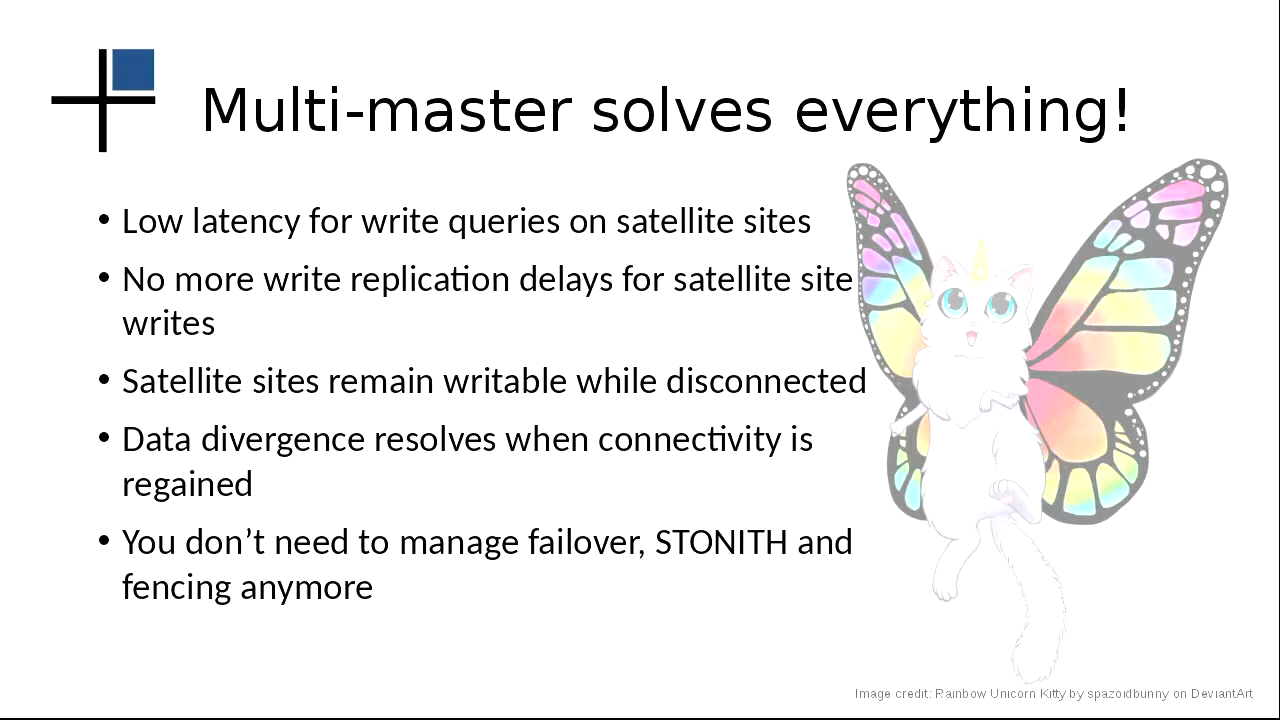 Multi-master solves everything!
• Low latency for write queries on satellite sites
• No more write replication delays for satellite site
writes
• Satellite sites remain writable while disconnected
• Data divergence resolves when connectivity is
regained
• You don’t need to manage failover, STONITH and
fencing anymore
Image credit: Rainbow Unicorn Kitty by spazoidbunny on DeviantArt